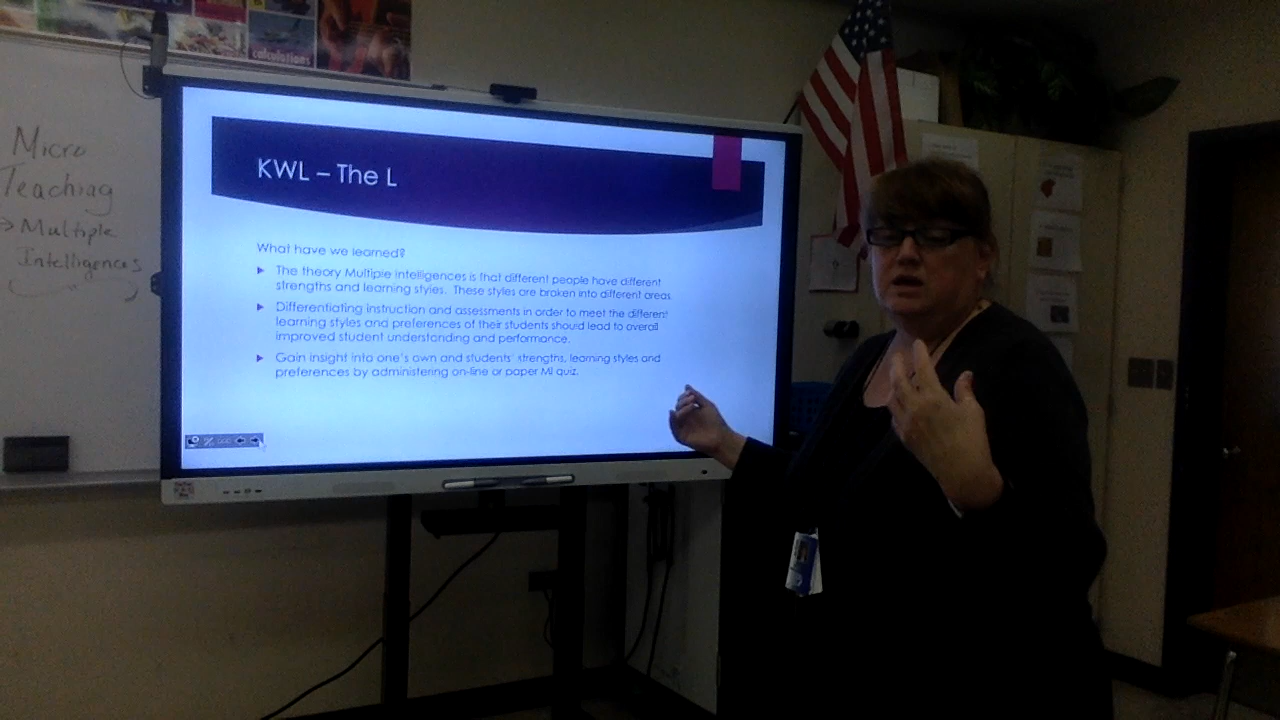 calculations
Micro
Teaching
→ Multiple
Intelligences
KWL – The L
What have we learned?
The theory Multiple Intelligences is that different people have different
strengths and learning styles. These styles are broken into different areas
Differentiating instruction and assessments in order to meet the different
learning styles and preferences of their students should lead to overall
improved student understanding and performance.
Gain insight into one's own and students' strengths, learning styles and
preferences by administering on-line or paper MI quiz.